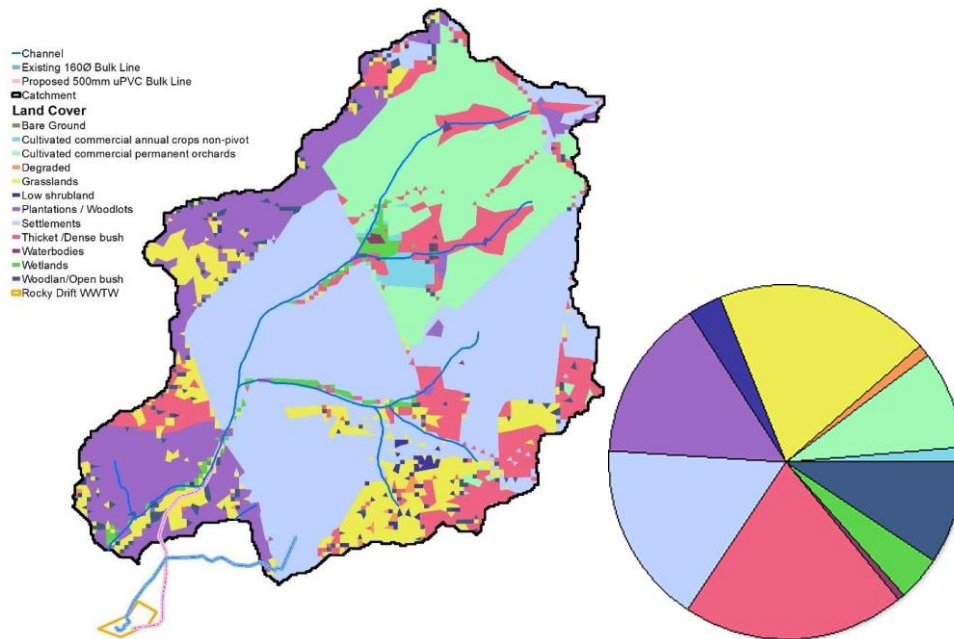 Channel
Existing 160Ø Bulk Line
Proposed 500mm uPVC Bulk Line
Catchment
Land Cover
Bare Ground
Cultivated commercial annual crops non-pivot
Cultivated commercial permanent orchards
Degraded
Grasslands
Low shrubland
Plantations / Woodlots
Settlements
Thicket /Dense bush
Waterbodies
Wetlands
Woodlan/Open bush
Rocky Drift WWTW